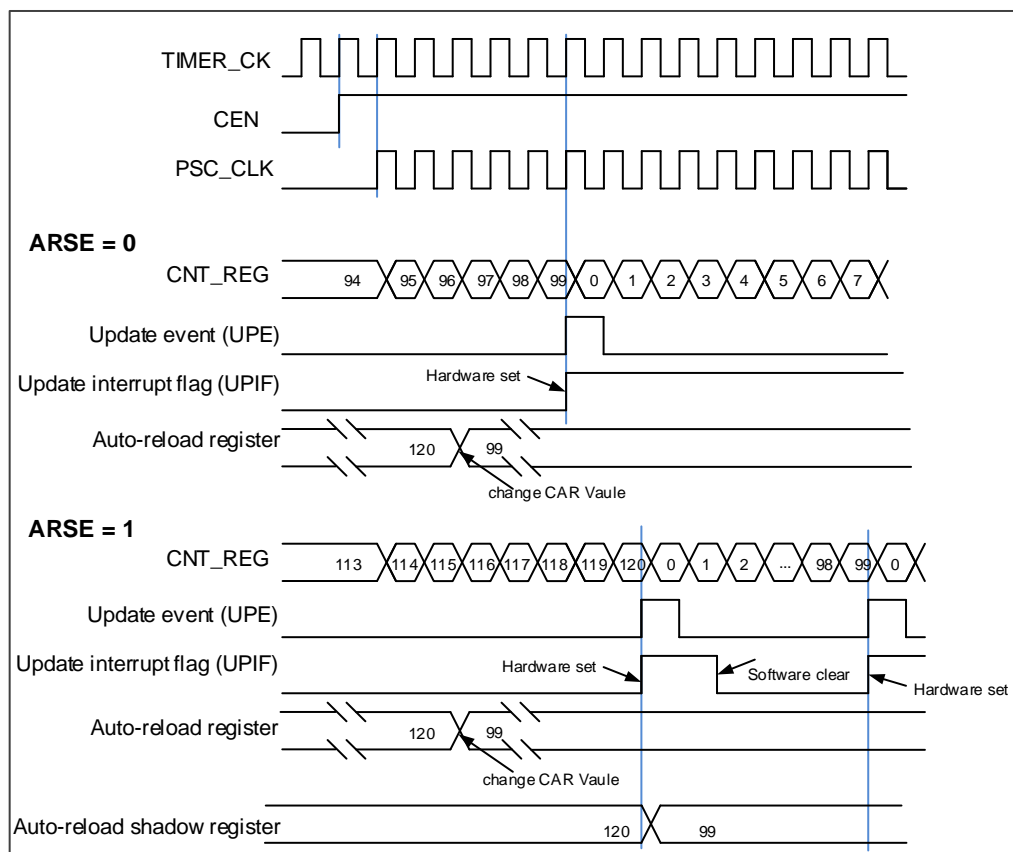 TIMER_CK
CEN
PSC_CLK
ARSE = 0
CNT_REG 94 95 96 97 98 99 0 1 2 3 4 5 6 7
Update event (UPE)
Update interrupt flag (UPIF) Hardware set
Auto-reload register 120 99
change CAR Vaule
ARSE = 1
CNT_REG 113 114 115 116 117 118 119 120 0 1 2 ... 98 99 0
Update event (UPE)
Update interrupt flag (UPIF) Hardware set Software clear Hardware set
Auto-reload register 120 99
change CAR Vaule
Auto-reload shadow register 120 99